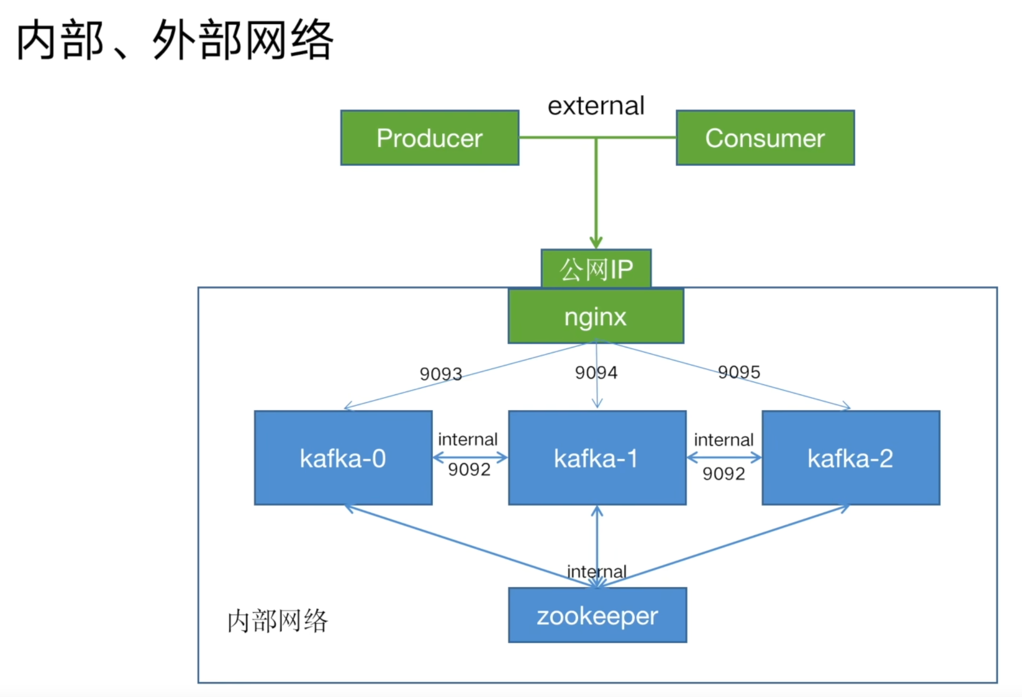 内部、外部网络
external
Producer
Consumer
公网IP
nginx
9093
9094
9095
kafka-0
internal
9092
kafka-1
internal
9092
kafka-2
internal
zookeeper
内部网络